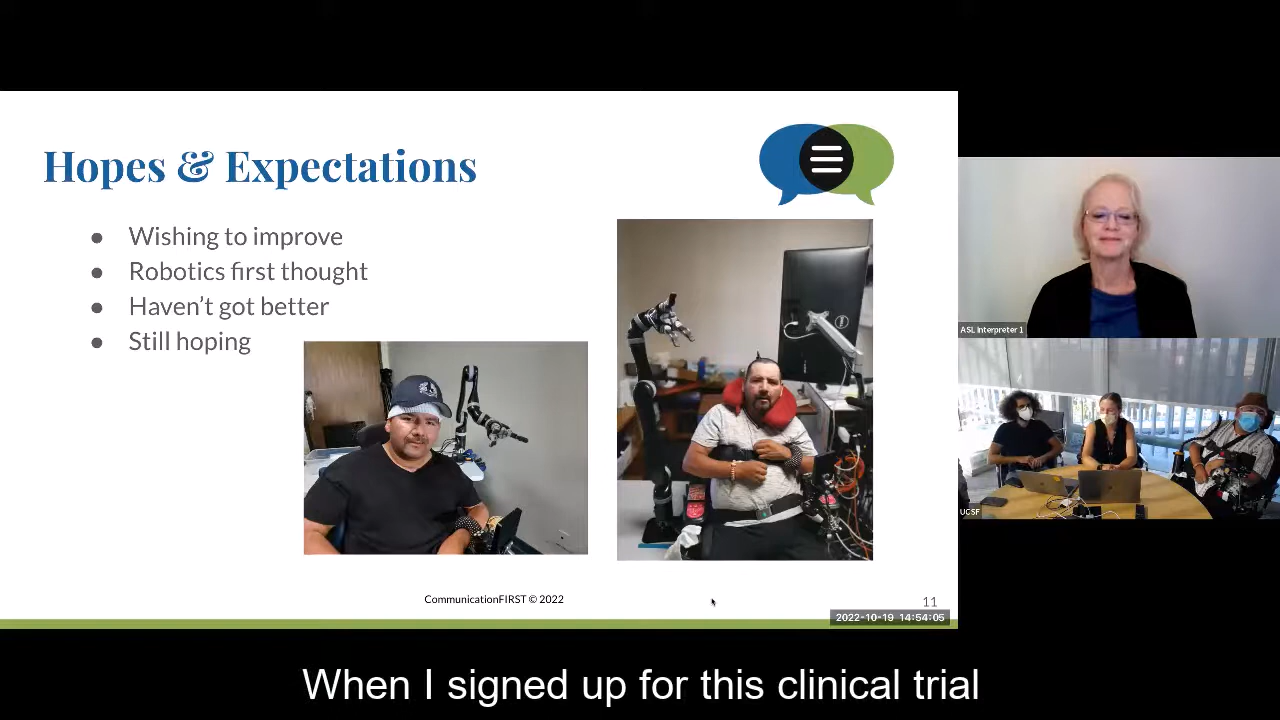 Hopes & Expectations
● Wishing to improve
● Robotics first thought
● Haven't got better
● Still hoping
CommunicationFIRST © 2022
11
2022-10-19 14:54:05
ASL Interpreter 1
UCSF
When I signed up for this clinical trial